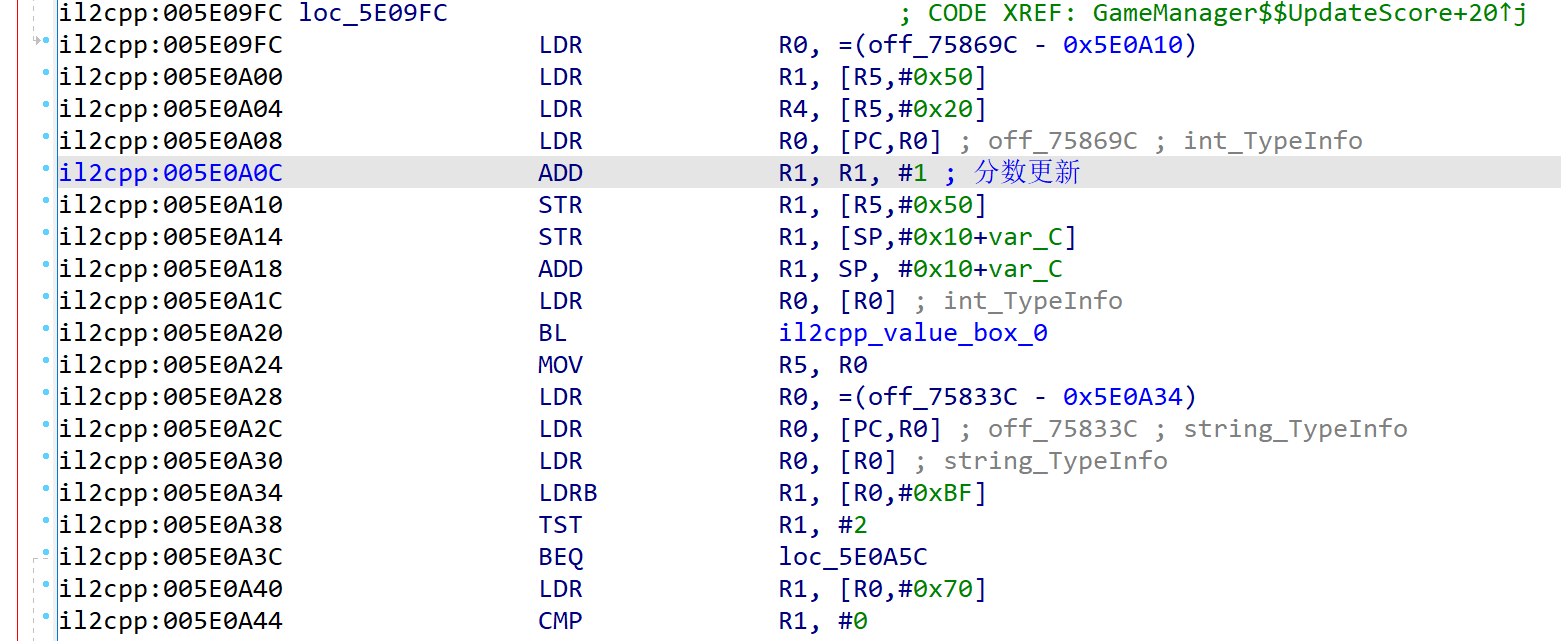 il2cpp:005E09FC loc_5E09FC ; CODE XREF: GameManager$$UpdateScore+20↑j
il2cpp:005E09FC LDR R0, =(off_75869C - 0x5E0A10)
il2cpp:005E0A00 LDR R1, [R5,#0x50]
il2cpp:005E0A04 LDR R4, [R5,#0x20]
il2cpp:005E0A08 LDR R0, [PC,R0] ; off_75869C ; int_TypeInfo
il2cpp:005E0A0C ADD R1, R1, #1 ; 分数更新
il2cpp:005E0A10 STR R1, [R5,#0x50]
il2cpp:005E0A14 STR R1, [SP,#0x10+var_C]
il2cpp:005E0A18 ADD R1, SP, #0x10+var_C
il2cpp:005E0A1C LDR R0, [R0] ; int_TypeInfo
il2cpp:005E0A20 BL il2cpp_value_box_0
il2cpp:005E0A24 MOV R5, R0
il2cpp:005E0A28 LDR R0, =(off_75833C - 0x5E0A34)
il2cpp:005E0A2C LDR R0, [PC,R0] ; off_75833C ; string_TypeInfo
il2cpp:005E0A30 LDR R0, [R0] ; string_TypeInfo
il2cpp:005E0A34 LDRB R1, [R0,#0xBF]
il2cpp:005E0A38 TST R1, #2
il2cpp:005E0A3C BEQ loc_5E0A5C
il2cpp:005E0A40 LDR R1, [R0,#0x70]
il2cpp:005E0A44 CMP R1, #0